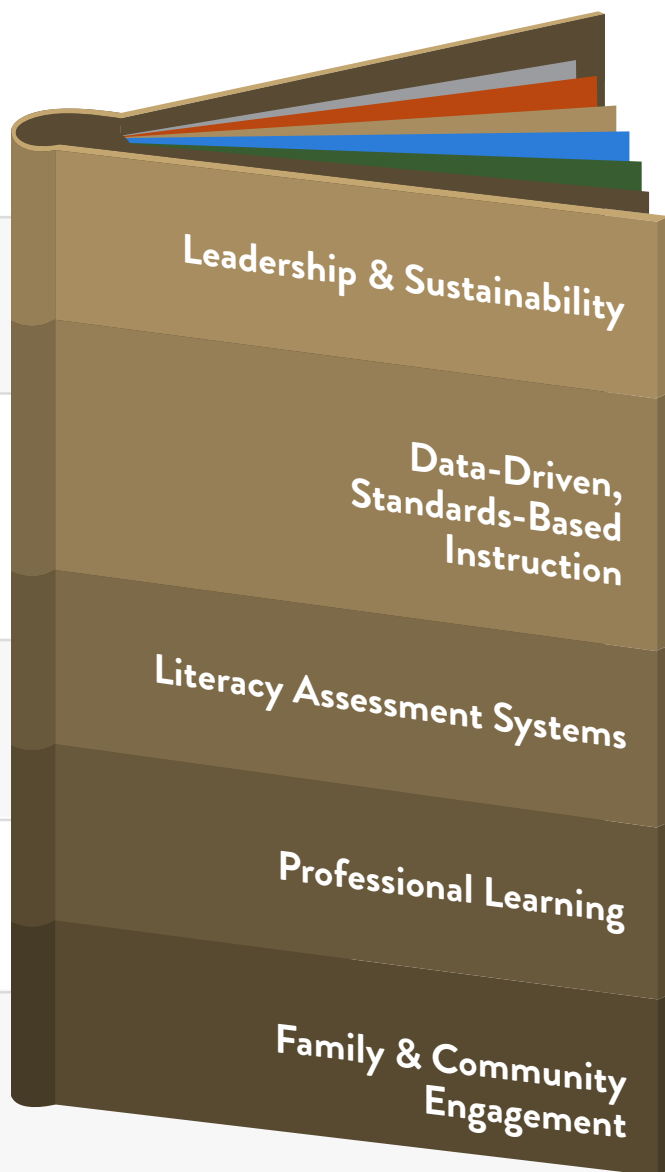 Leadership & Sustainability
Data-Driven,
Standards-Based
Instruction
Literacy Assessment Systems
Professional Learning
Family & Community
Engagement